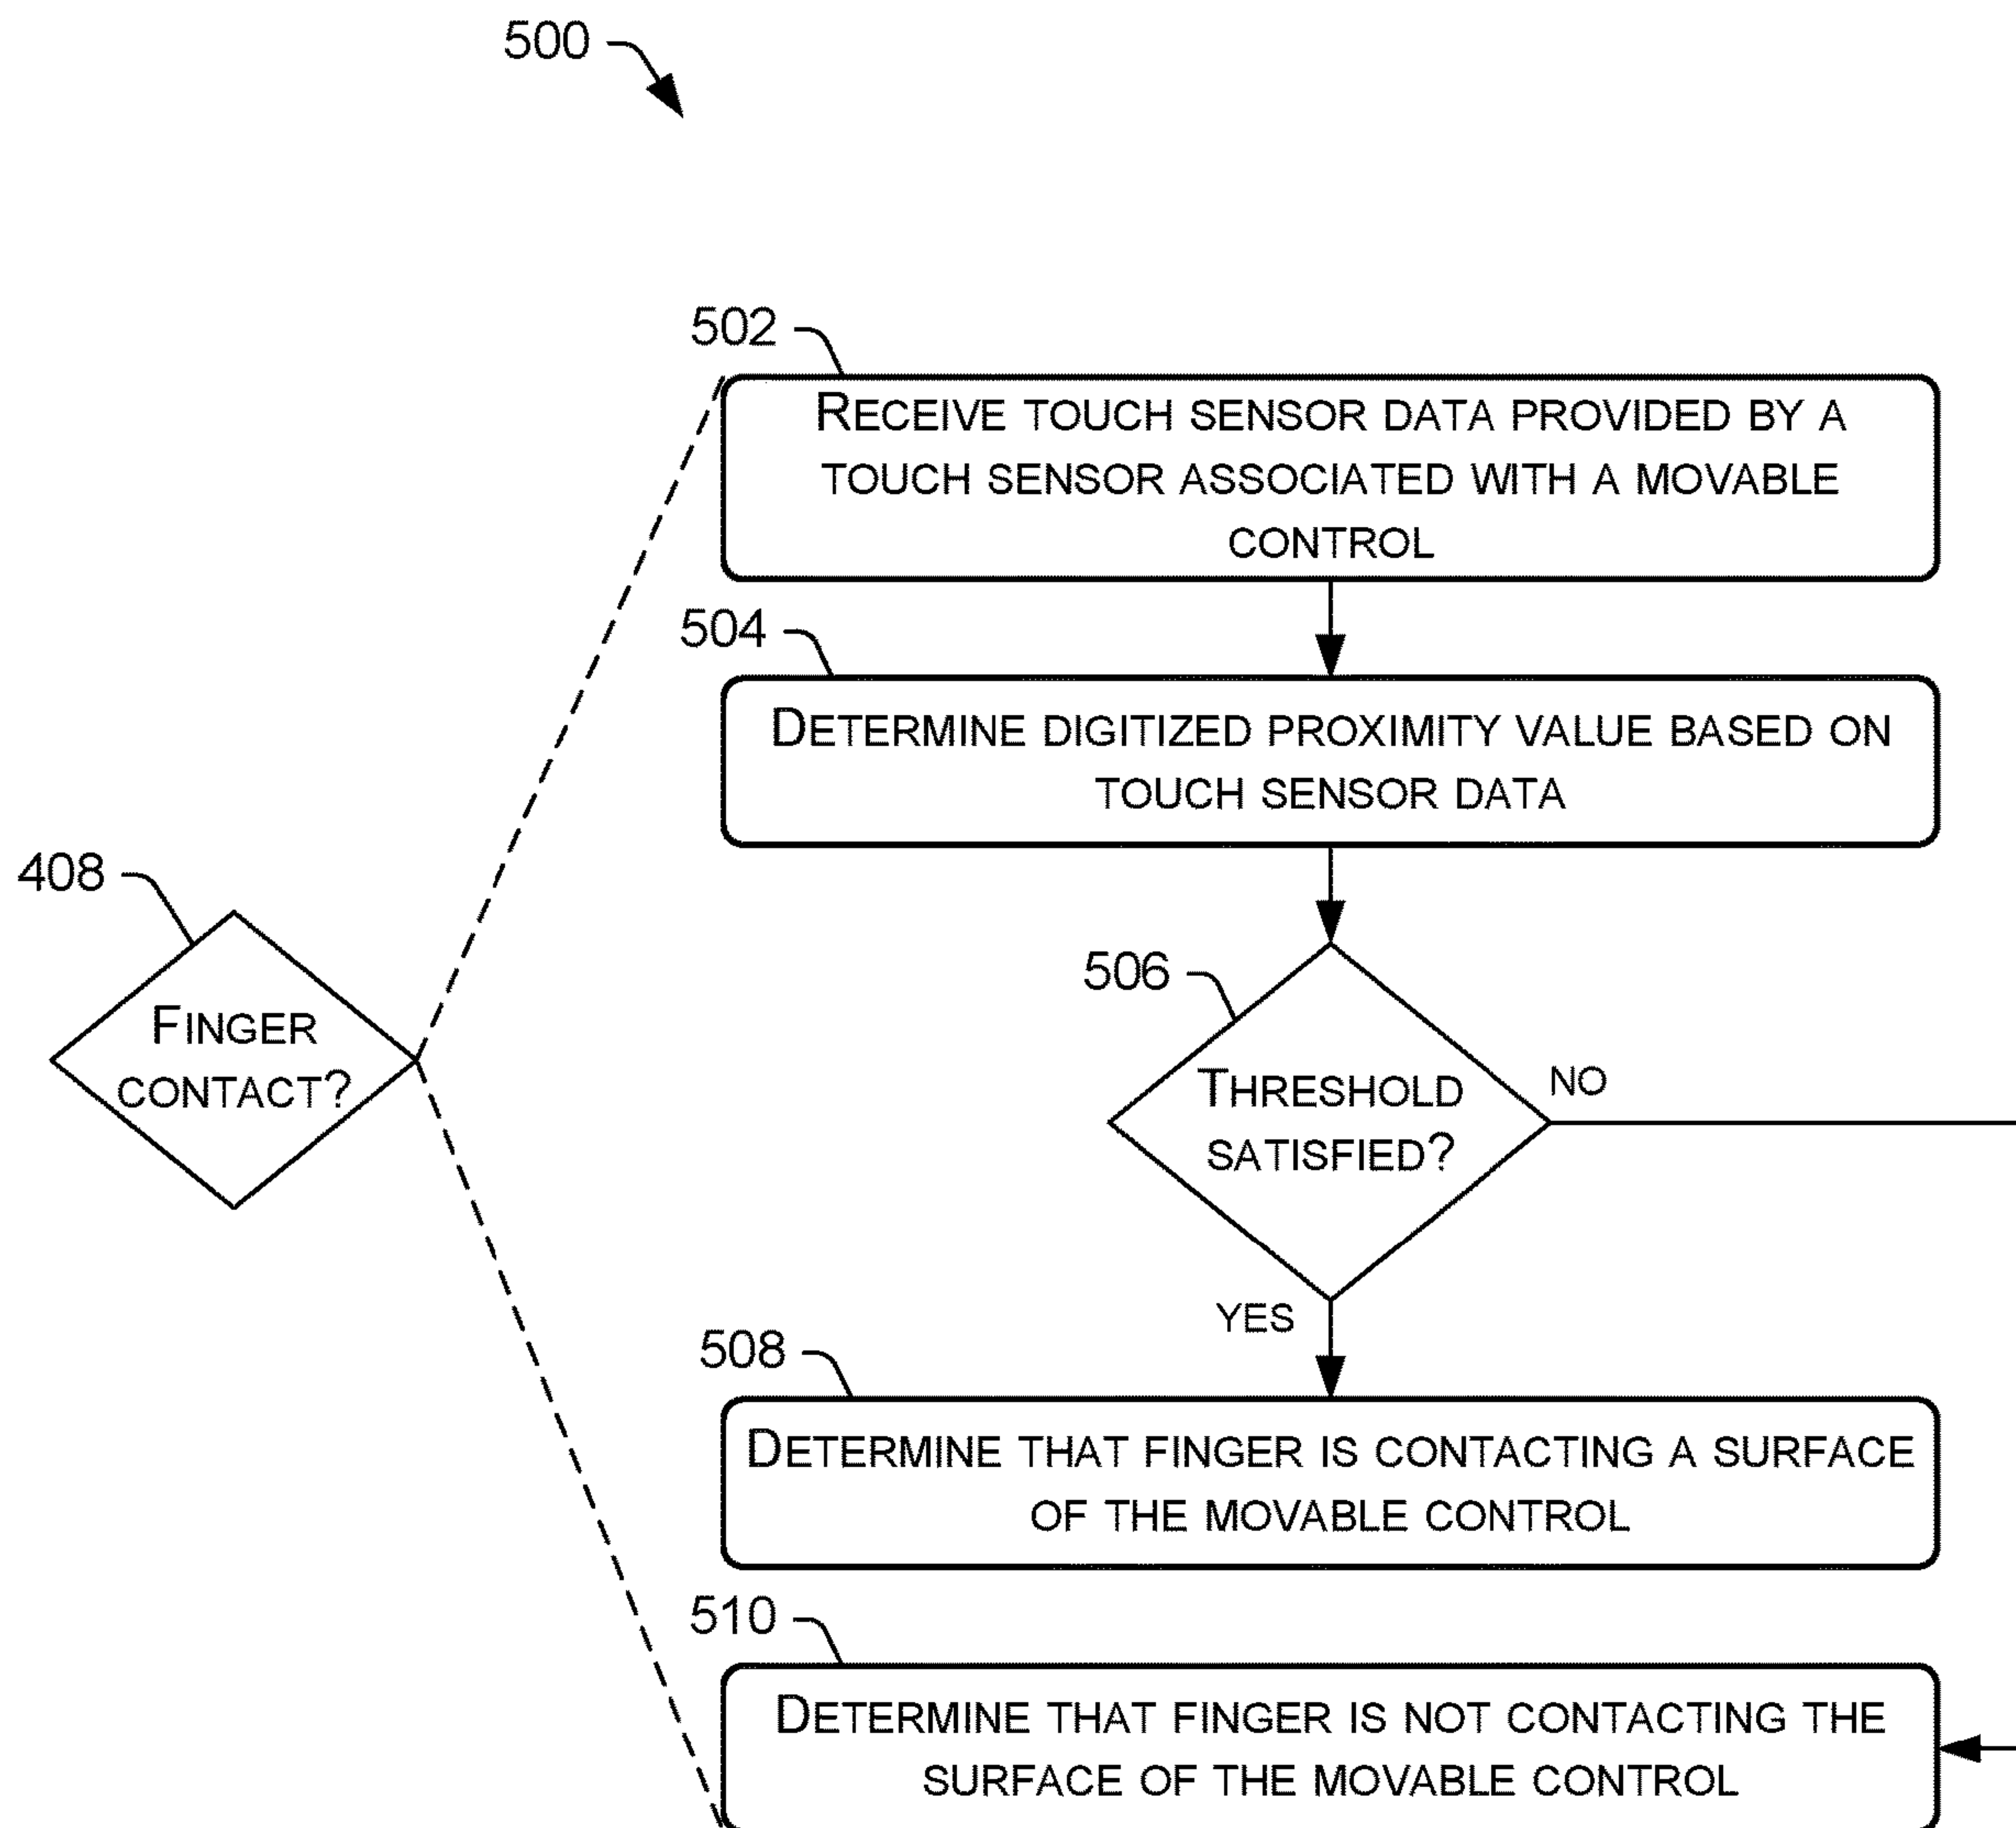 500
502
RECEIVE TOUCH SENSOR DATA PROVIDED BY A
TOUCH SENSOR ASSOCIATED WITH A MOVABLE
CONTROL
504
DETERMINE DIGITIZED PROXIMITY VALUE BASED ON
TOUCH SENSOR DATA
408
FINGER
CONTACT?
506
THRESHOLD
SATISFIED?
NO
YES
508
DETERMINE THAT FINGER IS CONTACTING A SURFACE
OF THE MOVABLE CONTROL
510
DETERMINE THAT FINGER IS NOT CONTACTING THE
SURFACE OF THE MOVABLE CONTROL